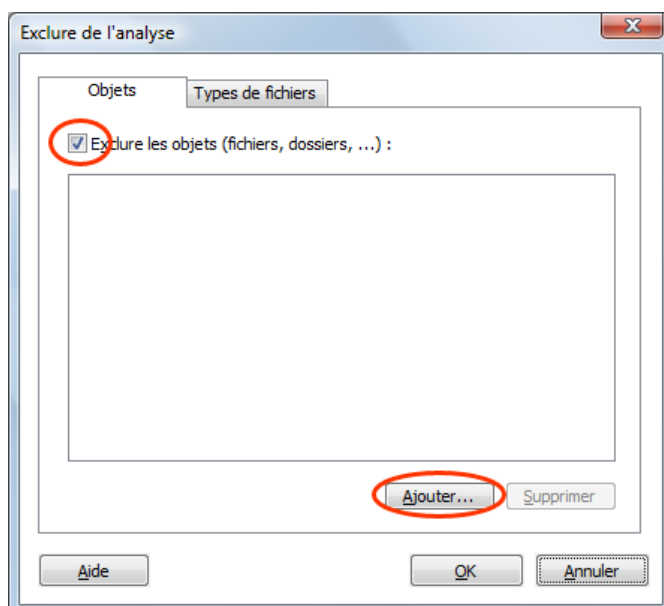 Exclure de l'analyse
Objets
Types de fichiers
Exclure les objets (fichiers, dossiers, ...) :
Ajouter...
Supprimer
Aide
OK
Annuler